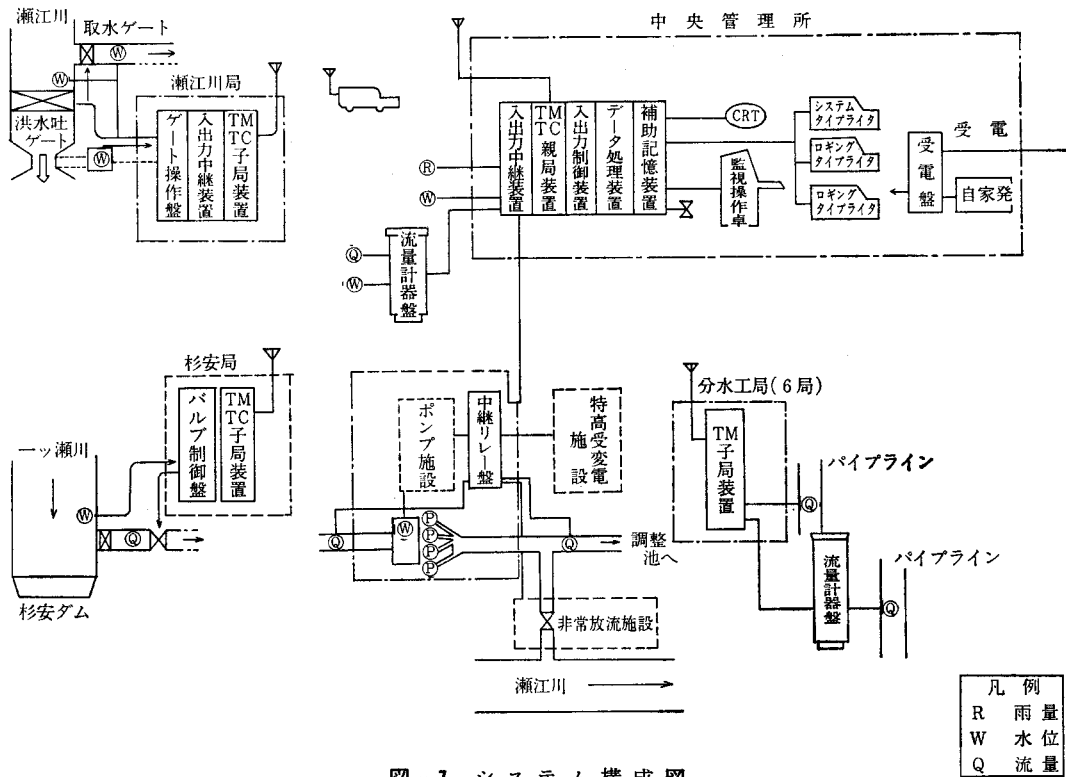 瀬江川
取水ゲート
W
W
洪水吐
ゲート
W
瀬江川局
ゲート操作盤
入出力中継装置
TMTC子局装置
中央管理所
入出力中継装置
TMTC親局装置
入出力制御装置
データ処理装置
補助記憶装置
CRT
監視操作卓
システム
タイプライタ
ロギング
タイプライタ
ロギング
タイプライタ
受電
受電盤
自家発
R
W
Q
W
流量計器盤
杉安局
バルブ制御盤
TMTC子局装置
一ッ瀬川
W
Q
杉安ダム
ポンプ施設
中継リレー盤
特高受変電
施設
Q
W
P
P
P
P
Q
調整
池へ
非常放流施設
瀬江川
分水工局(6局)
TM子局装置
パイプライン
Q
流量計器盤
パイプライン
Q
凡例
R 雨量
W 水位
Q 流量
図-1 システム構成図